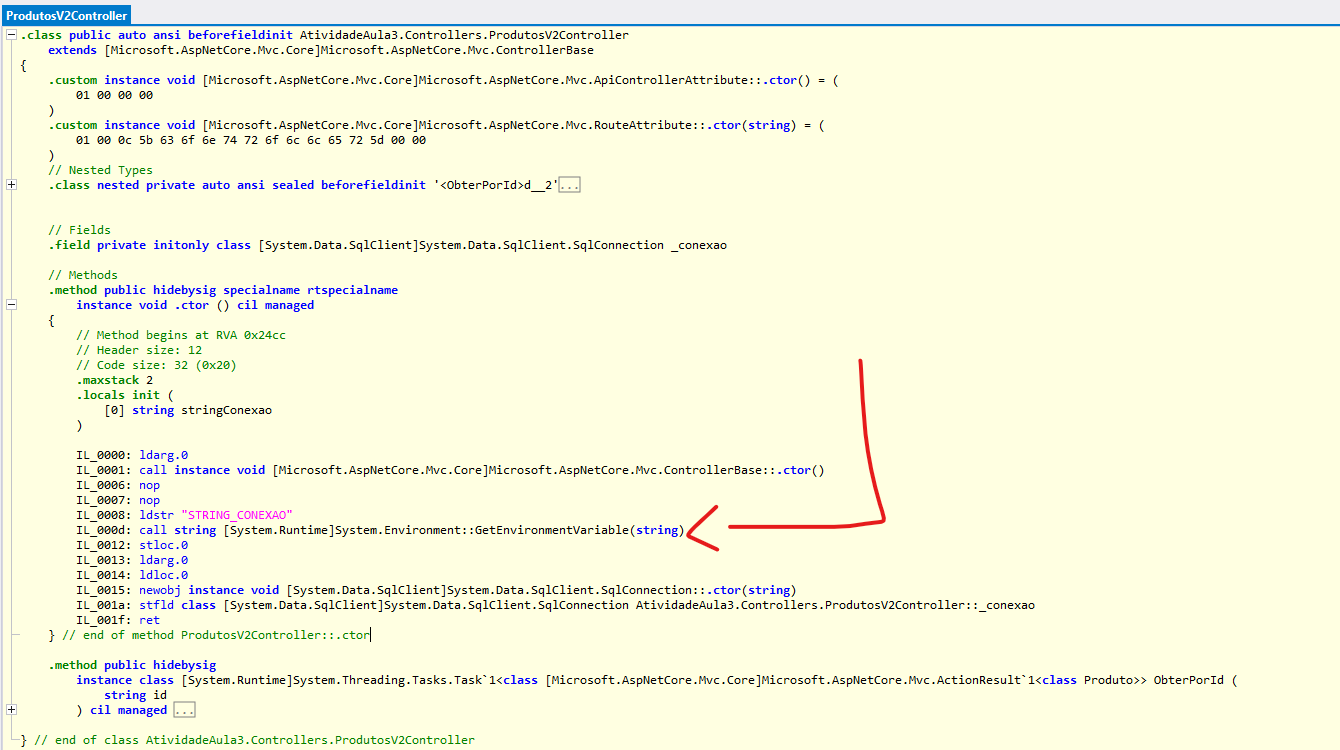 ProdutosV2Controller
.class public auto ansi beforefieldinit AtividadeAula3.Controllers.ProdutosV2Controller
extends [Microsoft.AspNetCore.Mvc.Core]Microsoft.AspNetCore.Mvc.ControllerBase
{
.custom instance void [Microsoft.AspNetCore.Mvc.Core]Microsoft.AspNetCore.Mvc.ApiControllerAttribute::.ctor() = (
01 00 00 00
)
.custom instance void [Microsoft.AspNetCore.Mvc.Core]Microsoft.AspNetCore.Mvc.RouteAttribute::.ctor(string) = (
01 00 0c 5b 63 6f 6e 74 72 6f 6c 6c 65 72 5d 00 00
)
// Nested Types
.class nested private auto ansi sealed beforefieldinit '<ObterPorId>d__2'...
// Fields
.field private initonly class [System.Data.SqlClient]System.Data.SqlClient.SqlConnection _conexao
// Methods
.method public hidebysig specialname rtspecialname
instance void .ctor () cil managed
{
// Method begins at RVA 0x24cc
// Header size: 12
// Code size: 32 (0x20)
.maxstack 2
.locals init (
[0] string stringConexao
)
IL_0000: ldarg.0
IL_0001: call instance void [Microsoft.AspNetCore.Mvc.Core]Microsoft.AspNetCore.Mvc.ControllerBase::.ctor()
IL_0006: nop
IL_0007: nop
IL_0008: ldstr "STRING_CONEXAO"
IL_000d: call string [System.Runtime]System.Environment::GetEnvironmentVariable(string)
IL_0012: stloc.0
IL_0013: ldarg.0
IL_0014: ldloc.0
IL_0015: newobj instance void [System.Data.SqlClient]System.Data.SqlClient.SqlConnection::.ctor(string)
IL_001a: stfld class [System.Data.SqlClient]System.Data.SqlClient.SqlConnection AtividadeAula3.Controllers.ProdutosV2Controller::_conexao
IL_001f: ret
} // end of method ProdutosV2Controller::.ctor
.method public hidebysig
instance class [System.Runtime]System.Threading.Tasks.Task`1<class [Microsoft.AspNetCore.Mvc.Core]Microsoft.AspNetCore.Mvc.ActionResult`1<class Produto>> ObterPorId (
string id
) cil managed ...
} // end of class AtividadeAula3.Controllers.ProdutosV2Controller